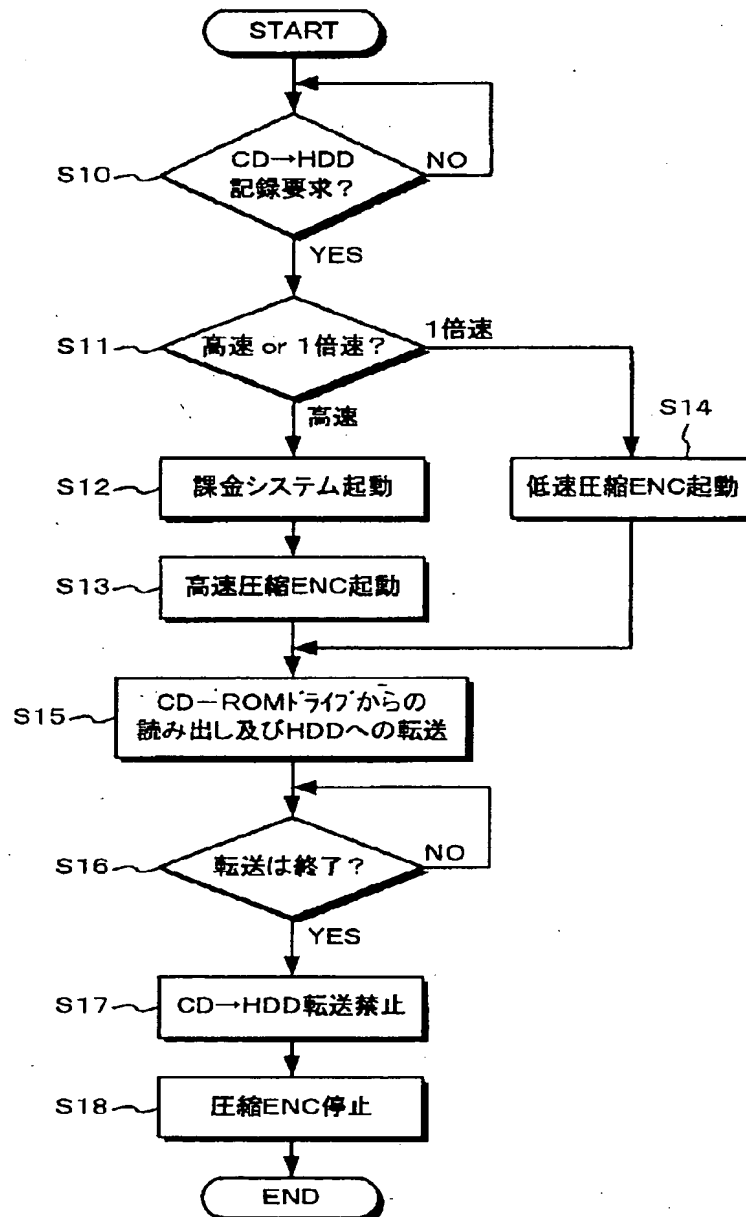 START
S10
CD→HDD
記録要求?
NO
YES
S11
高速 or 1倍速?
1倍速
高速
S14
S12
課金システム起動
低速圧縮ENC起動
S13
高速圧縮ENC起動
S15
CD-ROMドライブからの
読み出し及びHDDへの転送
S16
転送は終了?
NO
YES
S17
CD→HDD転送禁止
S18
圧縮ENC停止
END